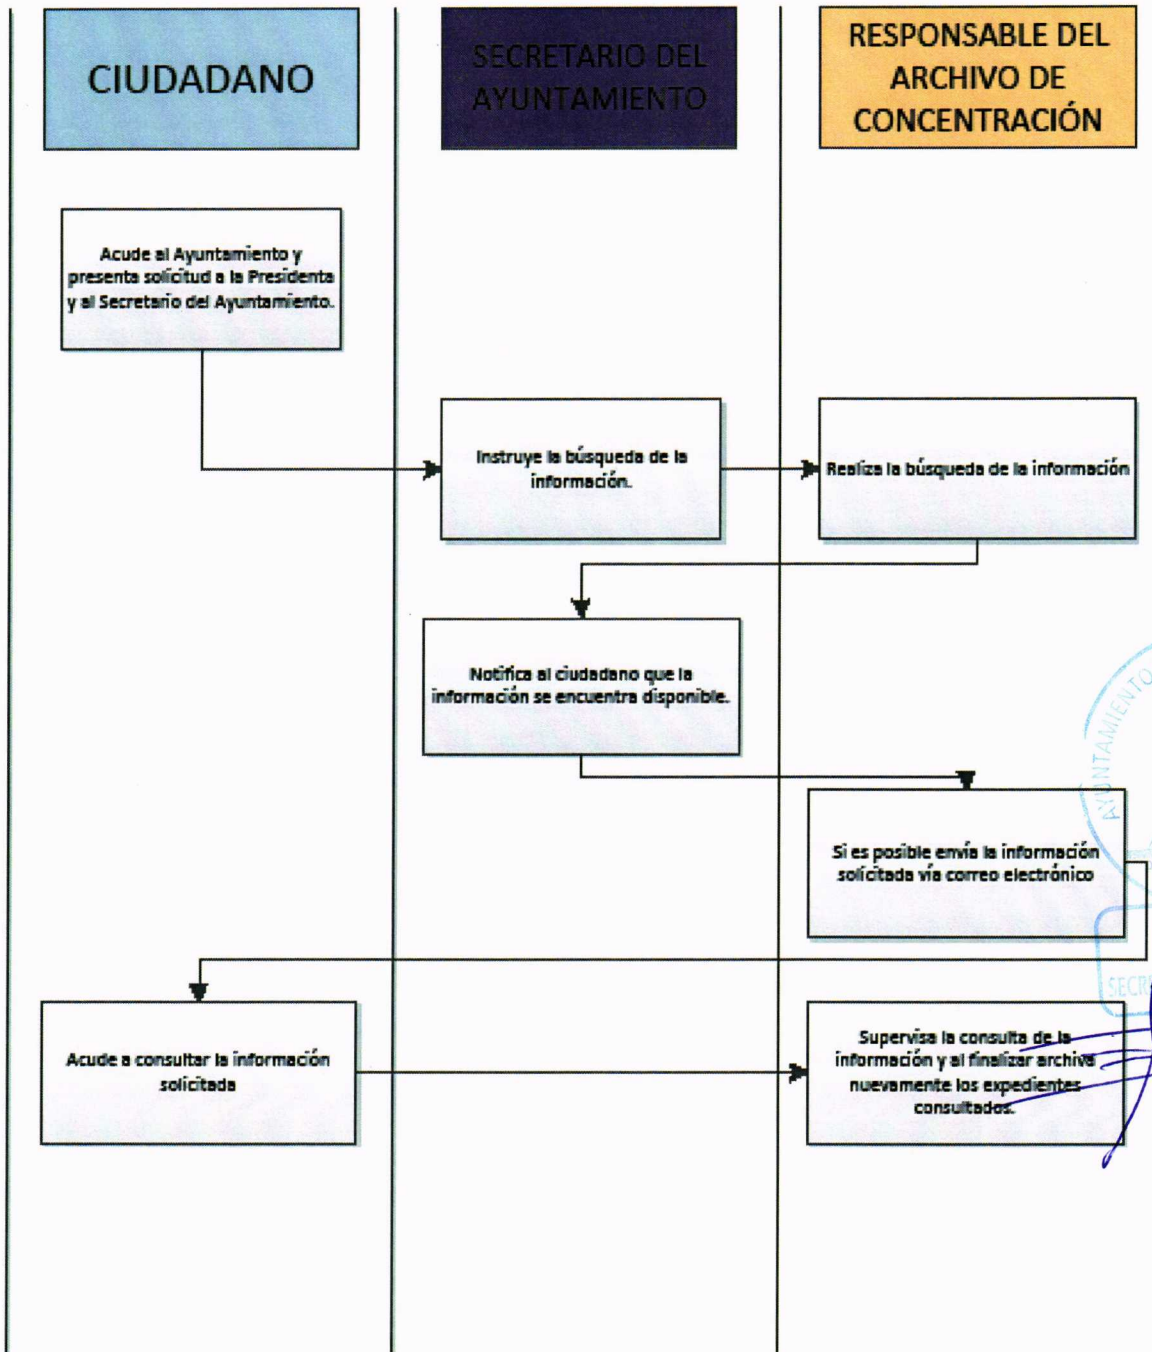 CIUDADANO
SECRETARIO DEL
AYUNTAMIENTO
RESPONSABLE DEL
ARCHIVO DE
CONCENTRACIÓN
Acude al Ayuntamiento y
presenta solicitud a la Presidenta
y al Secretario del Ayuntamiento.
Instruye la búsqueda de la
información.
Realiza la búsqueda de la información
Notifica al ciudadano que la
información se encuentra disponible.
Si es posible envía la información
solicitada vía correo electrónico
Acude a consultar la información
solicitada
Supervisa la consulta de la
información y al finalizar archiva
nuevamente los expedientes
consultados.
AYUNTAMIENTO